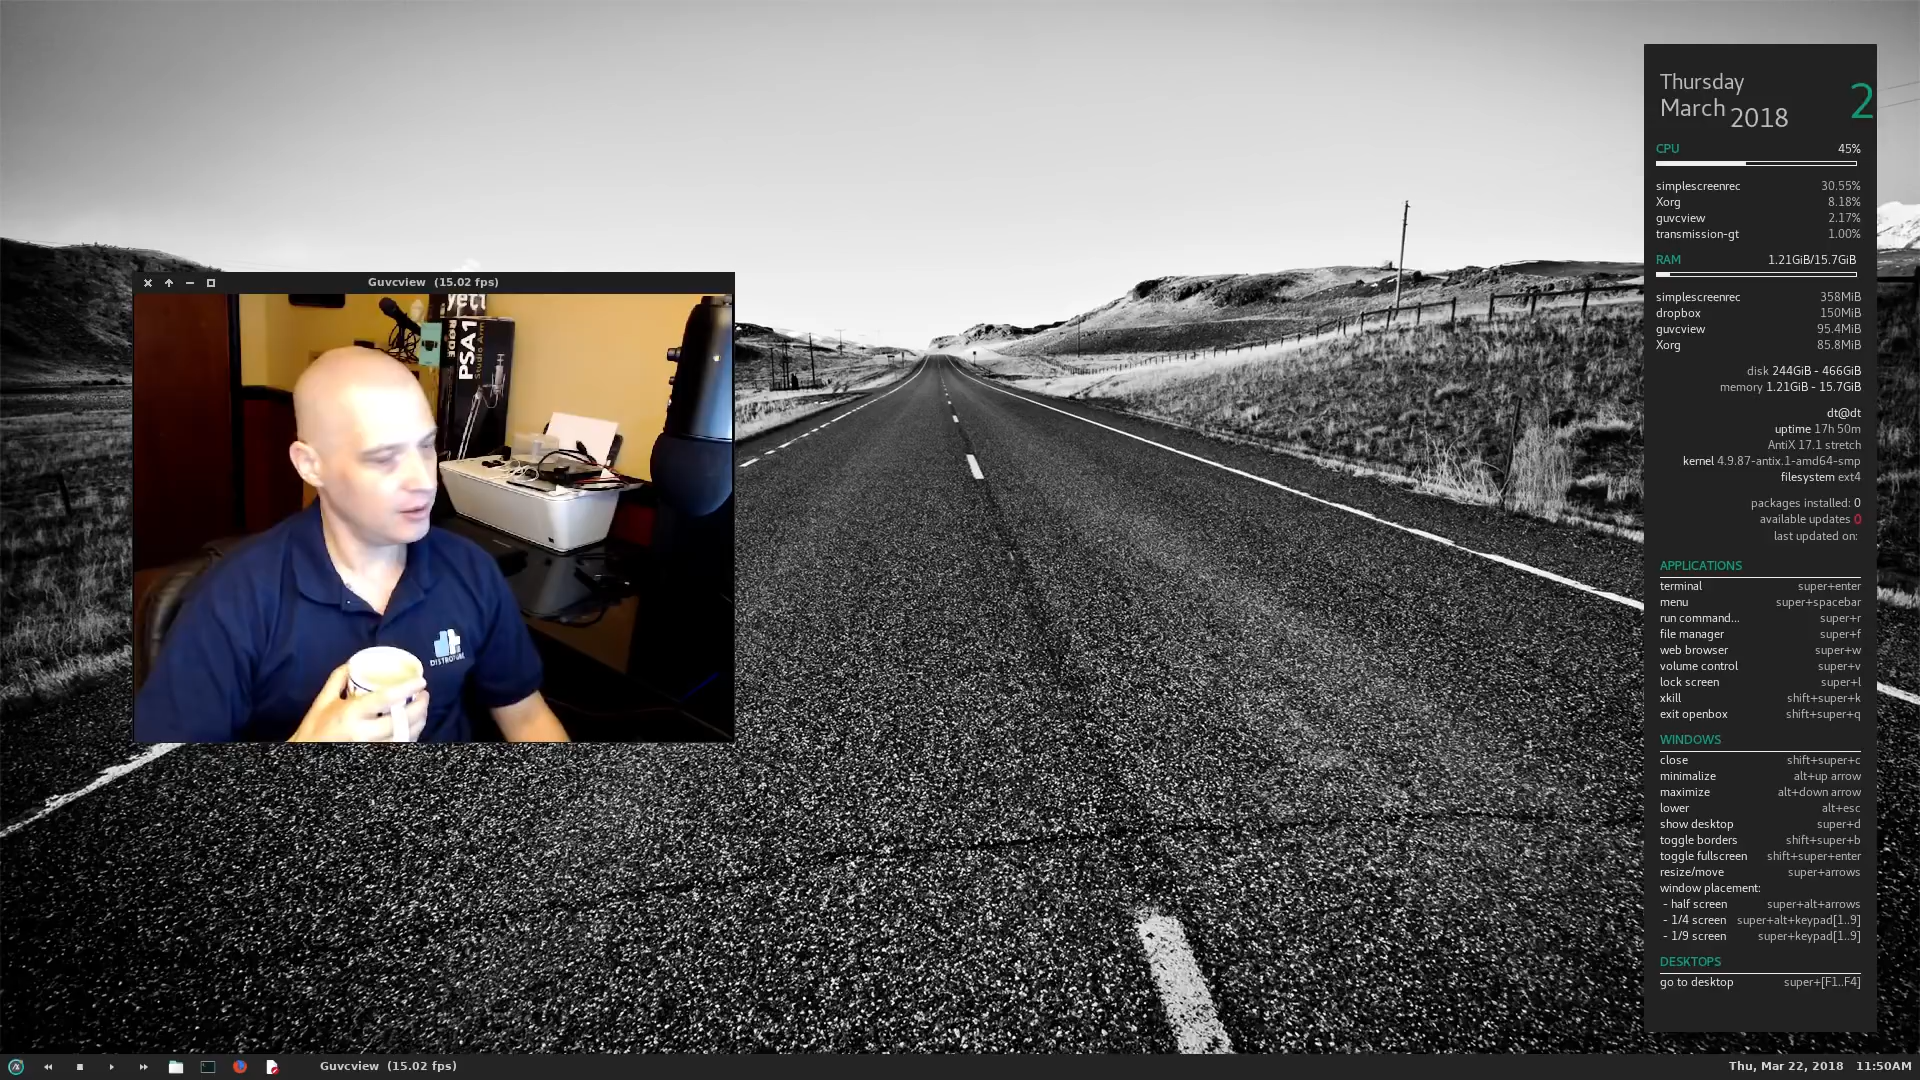 Thursday
March 2018
2
CPU 45%
simplescreenrec 30.55%
Xorg 8.18%
guvcview 2.17%
transmission-gt 1.00%
RAM 1.21GiB/15.7GiB
simplescreenrec 358MiB
dropbox 150MiB
guvcview 95.4MiB
Xorg 85.8MiB
disk 244GiB - 466GiB
memory 1.21GiB - 15.7GiB
dt@dt
uptime 17h 50m
AntiX 17.1 stretch
kernel 4.9.87-antix.1-amd64-smp
filesystem ext4
packages installed: 0
available updates 0
last updated on:
APPLICATIONS
terminal super+enter
menu super+spacebar
run command... super+r
file manager super+f
web browser super+w
volume control super+v
lock screen super+l
xkill shift+super+k
exit openbox shift+super+q
WINDOWS
close shift+super+c
minimalize alt+up arrow
maximize alt+down arrow
lower alt+esc
show desktop super+d
toggle borders shift+super+b
toggle fullscreen shift+super+enter
resize/move super+arrows
window placement:
- half screen super+alt+arrows
- 1/4 screen super+alt+keypad[1..9]
- 1/9 screen super+keypad[1..9]
DESKTOPS
go to desktop super+[F1..F4]
Guvcview (15.02 fps)
yeti
RODE
PSA1
Studio Arm
DISTROTUBE
Guvcview (15.02 fps)
Thu, Mar 22, 2018 11:50AM